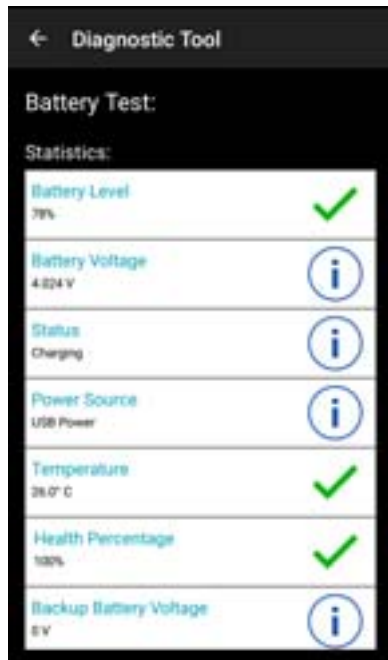 Diagnostic Tool
Battery Test:
Statistics:
Battery Level
78%
Battery Voltage
4.024 V
Status
Charging
Power Source
USB Power
Temperature
26.0° C
Health Percentage
100%
Backup Battery Voltage
0 V